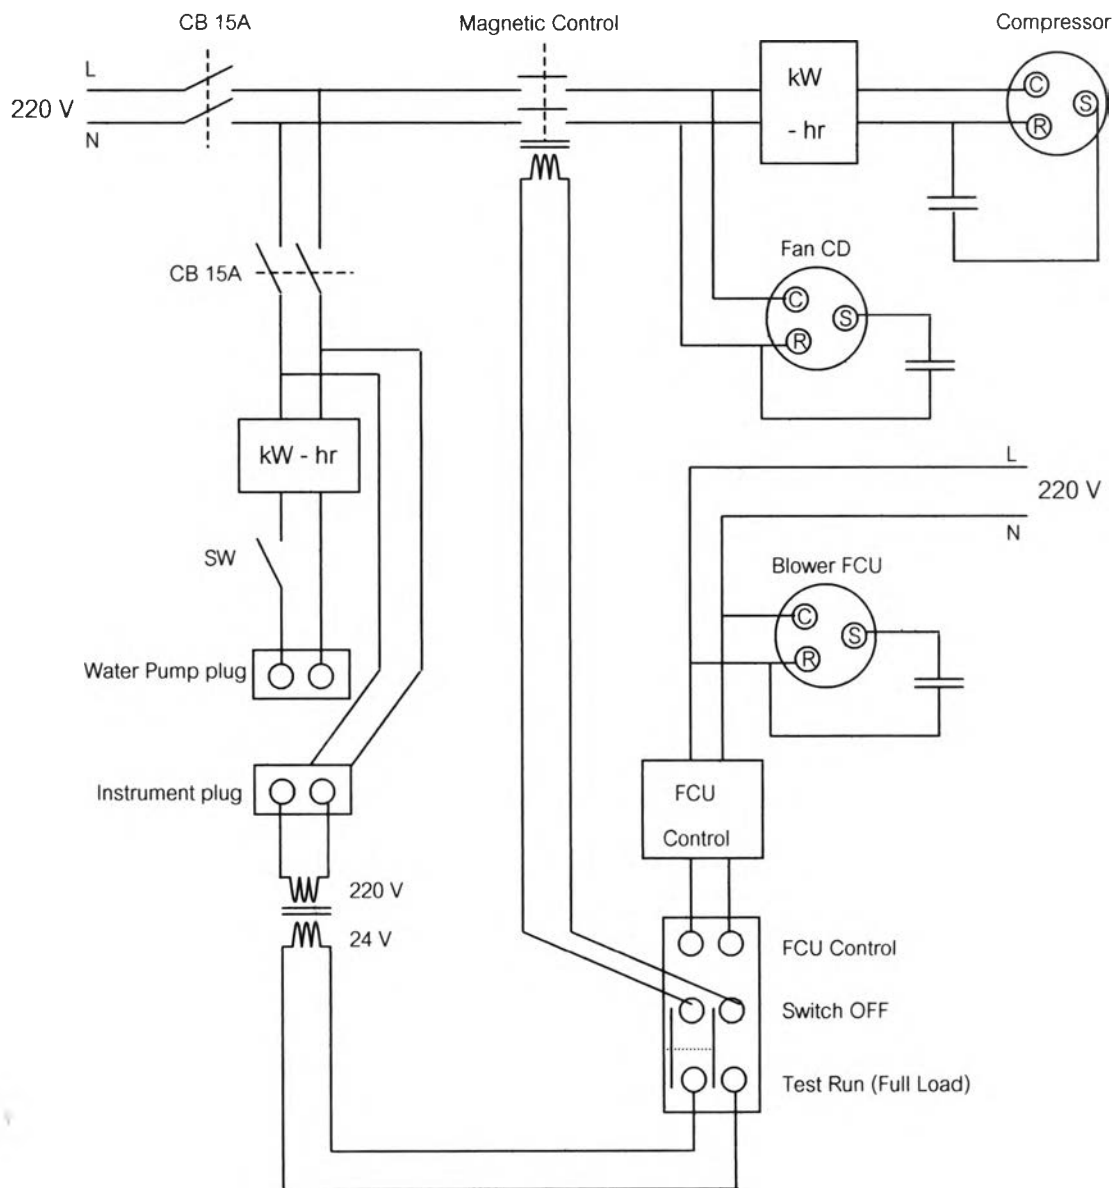 CB 15A
Magnetic Control
Compressor
L
220 V
N
kW
- hr
C
S
R
CB 15A
Fan CD
C
S
R
kW - hr
L
220 V
N
SW
Blower FCU
C
S
R
Water Pump plug
Instrument plug
FCU
Control
220 V
24 V
FCU Control
Switch OFF
Test Run (Full Load)